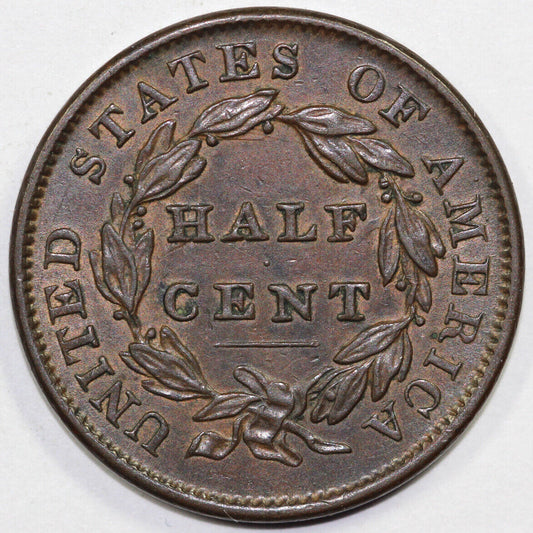 UNITED STATES OF AMERICA
HALF
CENT